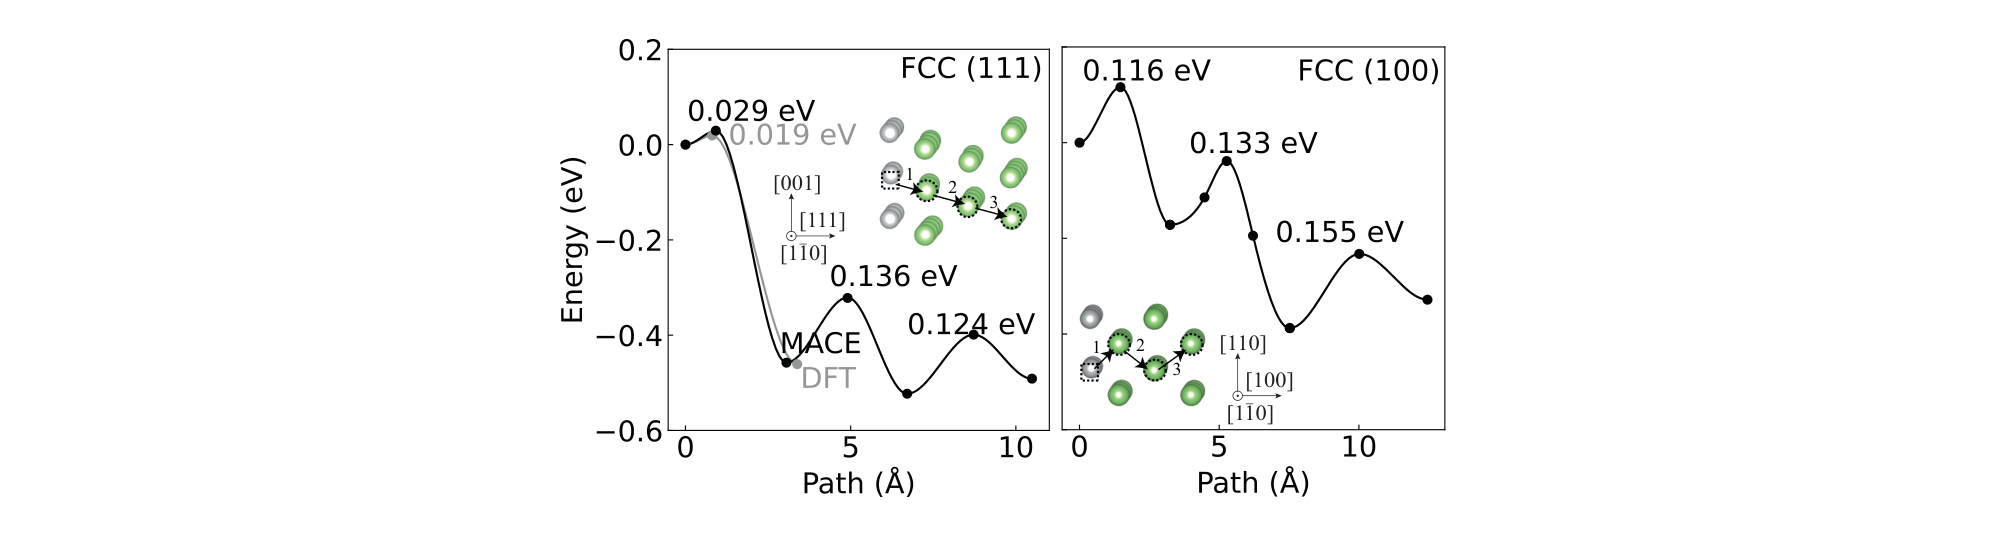 0.2
0.0
−0.2
−0.4
−0.6
Energy (eV)
FCC (111)
0.029 eV
0.019 eV
[001]
[111]
[11̅0]
1
2
3
0.136 eV
0.124 eV
MACE
DFT
0
5
10
Path (Å)
FCC (100)
0.116 eV
0.133 eV
0.155 eV
1
2
3
[110]
[100]
[11̅0]
0
5
10
Path (Å)